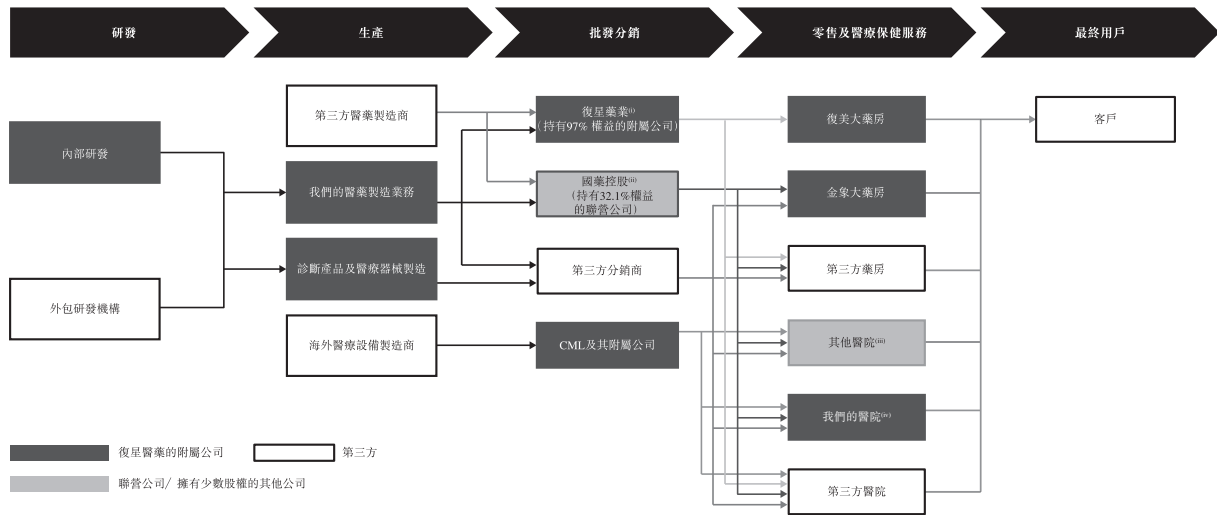 研發
生產
批發分銷
零售及醫療保健服務
最終用戶
內部研發
外包研發機構
第三方醫藥製造商
我們的醫藥製造業務
診斷產品及醫療器械製造
海外醫療設備製造商
復星藥業(i)
(持有97% 權益的附屬公司)
國藥控股(ii)
(持有32.1%權益
的聯營公司)
第三方分銷商
CML及其附屬公司
復美大藥房
金象大藥房
第三方藥房
其他醫院(iii)
我們的醫院(iv)
第三方醫院
客戶
復星醫藥的附屬公司
第三方
聯營公司/ 擁有少數股權的其他公司